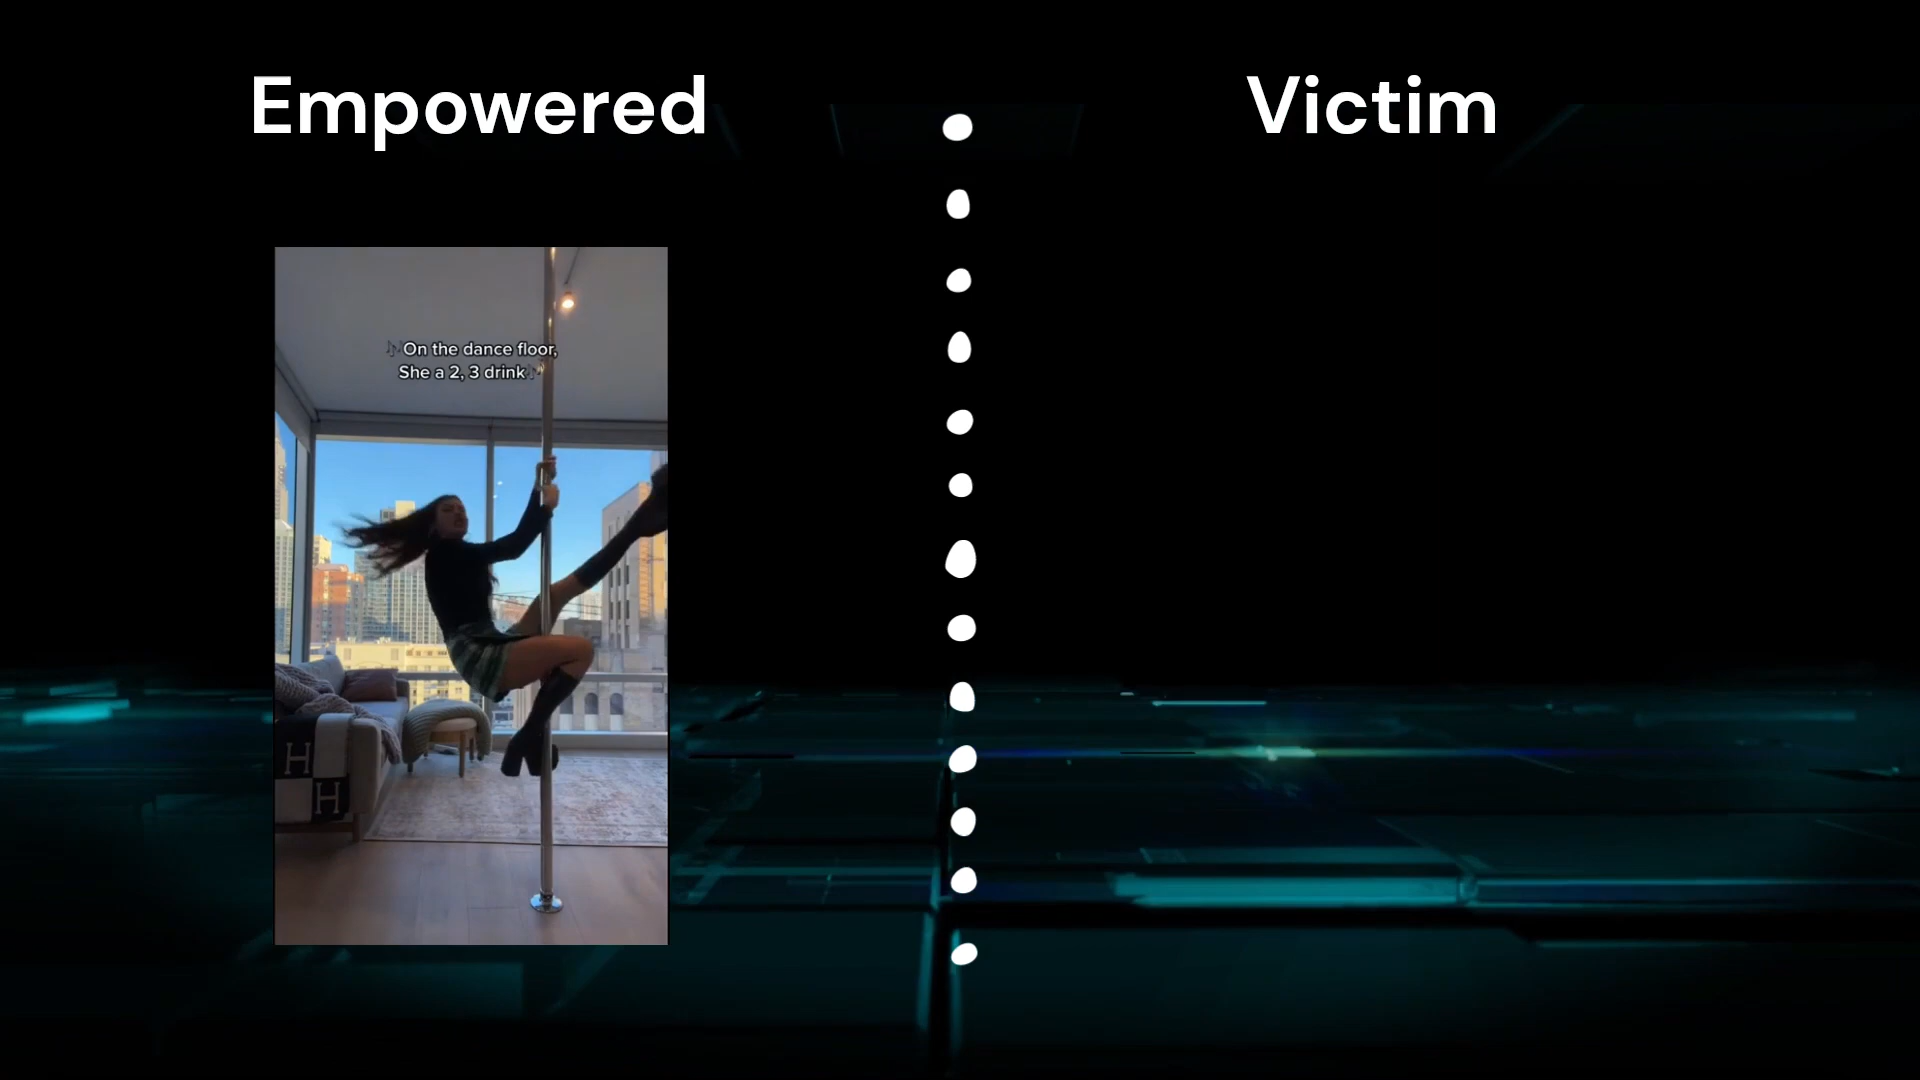 Empowered
Victim
♪ On the dance floor,
She a 2, 3 drink ♪
H
H